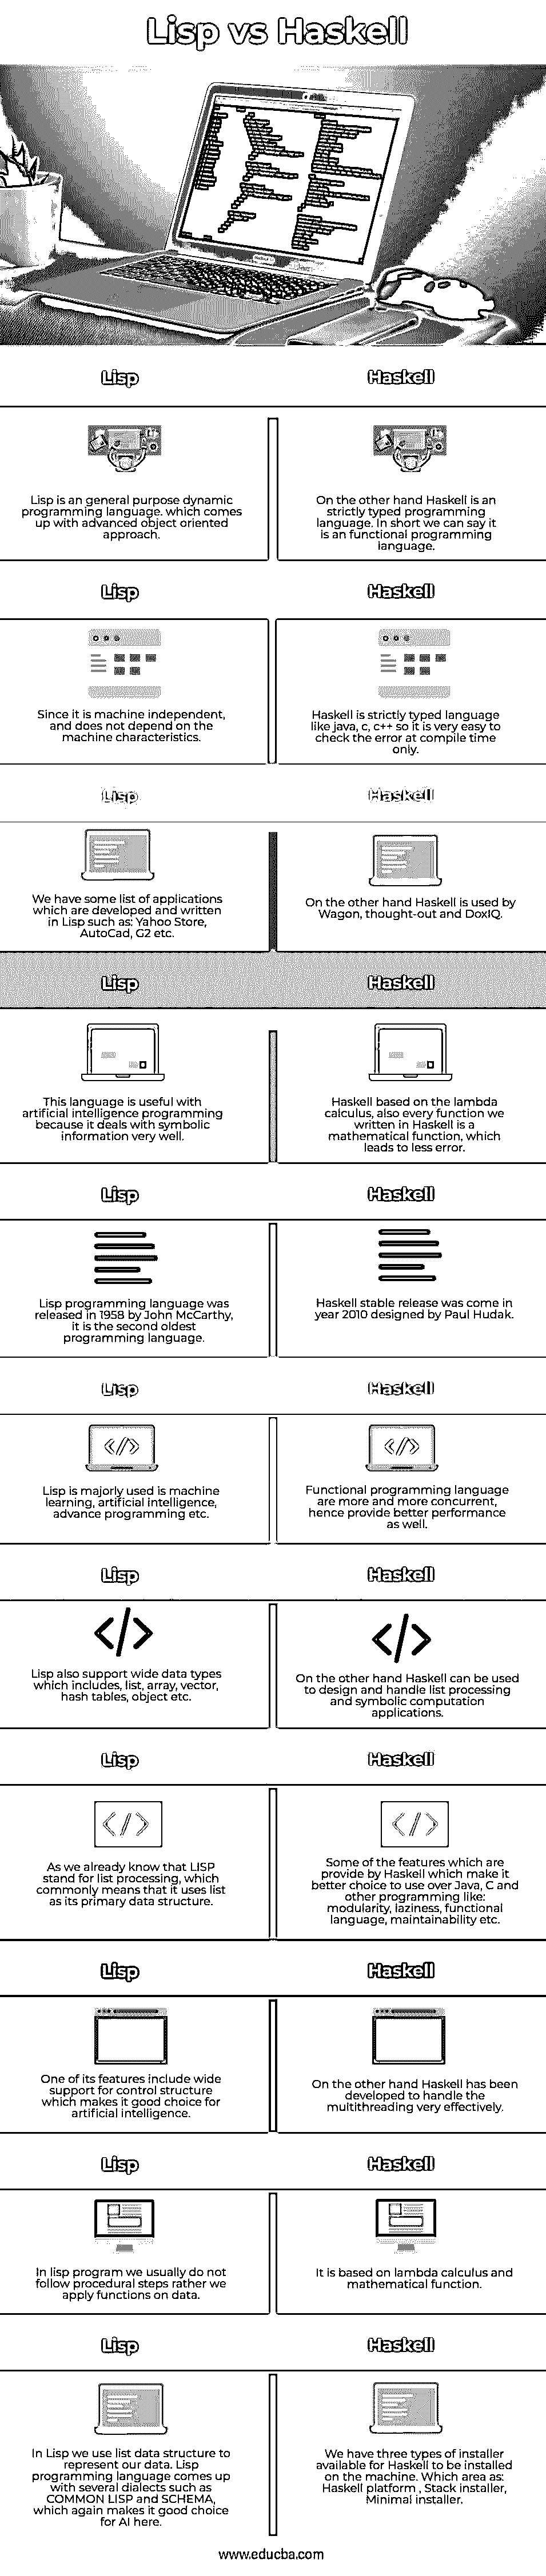 Lisp vs Haskell
Lisp
Haskell
Lisp is an general purpose dynamic
programming language. which comes
up with advanced object oriented
approach.
On the other hand Haskell is an
strictly typed programming
language. In short we can say it
is an functional programming
language.
Lisp
Haskell
Since it is machine independent,
and does not depend on the
machine characteristics.
Haskell is strictly typed language
like java, c, c++ so it is very easy to
check the error at compile time
only.
Lisp
Haskell
We have some list of applications
which are developed and written
in Lisp such as: Yahoo Store,
AutoCad, G2 etc.
On the other hand Haskell is used by
Wagon, thought-out and DoxIQ.
Lisp
Haskell
This language is useful with
artificial intelligence programming
because it deals with symbolic
information very well.
Haskell based on the lambda
calculus, also every function we
written in Haskell is a
mathematical function, which
leads to less error.
Lisp
Haskell
Lisp programming language was
released in 1958 by John McCarthy,
it is the second oldest
programming language.
Haskell stable release was come in
year 2010 designed by Paul Hudak.
Lisp
Haskell
Lisp is majorly used is machine
learning, artificial intelligence,
advance programming etc.
Functional programming language
are more and more concurrent,
hence provide better performance
as well.
Lisp
Haskell
Lisp also support wide data types
which includes, list, array, vector,
hash tables, object etc.
On the other hand Haskell can be used
to design and handle list processing
and symbolic computation
applications.
Lisp
Haskell
As we already know that LISP
stand for list processing, which
commonly means that it uses list
as its primary data structure.
Some of the features which are
provide by Haskell which make it
better choice to use over Java, C and
other programming like:
modularity, laziness, functional
language, maintainability etc.
Lisp
Haskell
One of its features include wide
support for control structure
which makes it good choice for
artificial intelligence.
On the other hand Haskell has been
developed to handle the
multithreading very effectively.
Lisp
Haskell
In lisp program we usually do not
follow procedural steps rather we
apply functions on data.
It is based on lambda calculus and
mathematical function.
Lisp
Haskell
In Lisp we use list data structure to
represent our data. Lisp
programming language comes up
with several dialects such as
COMMON LISP and SCHEMA,
which again makes it good choice
for AI here.
We have three types of installer
available for Haskell to be installed
on the machine. Which area as:
Haskell platform , Stack installer,
Minimal installer.
www.educba.com